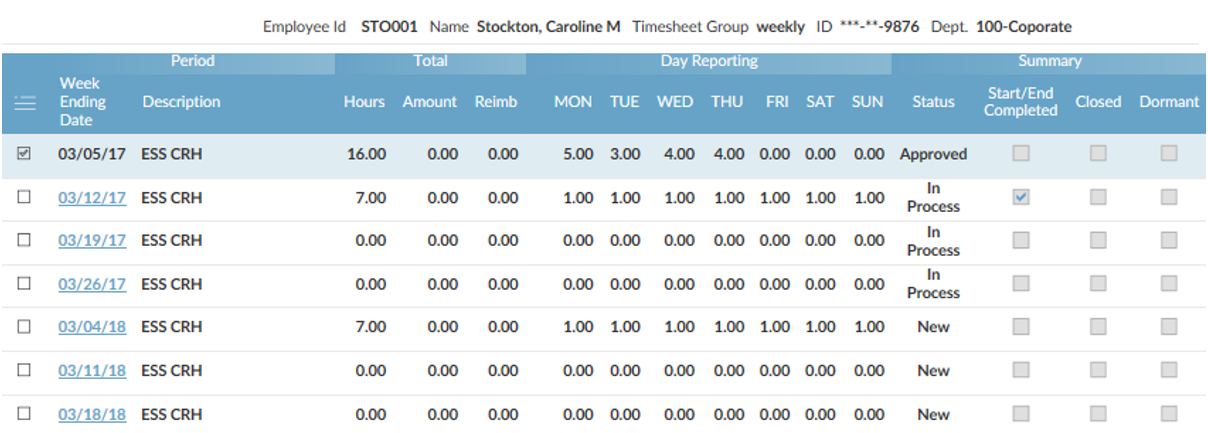 Employee Id STO001 Name Stockton, Caroline M Timesheet Group weekly ID ***-**-9876 Dept. 100-Coporate
Period Total Day Reporting Summary
Week Ending Date Description Hours Amount Reimb MON TUE WED THU FRI SAT SUN Status Start/End Completed Closed Dormant
03/05/17 ESS CRH 16.00 0.00 0.00 5.00 3.00 4.00 4.00 0.00 0.00 0.00 Approved
03/12/17 ESS CRH 7.00 0.00 0.00 1.00 1.00 1.00 1.00 1.00 1.00 1.00 In Process
03/19/17 ESS CRH 0.00 0.00 0.00 0.00 0.00 0.00 0.00 0.00 0.00 0.00 In Process
03/26/17 ESS CRH 0.00 0.00 0.00 0.00 0.00 0.00 0.00 0.00 0.00 0.00 In Process
03/04/18 ESS CRH 7.00 0.00 0.00 1.00 1.00 1.00 1.00 1.00 1.00 1.00 New
03/11/18 ESS CRH 0.00 0.00 0.00 0.00 0.00 0.00 0.00 0.00 0.00 0.00 New
03/18/18 ESS CRH 0.00 0.00 0.00 0.00 0.00 0.00 0.00 0.00 0.00 0.00 New